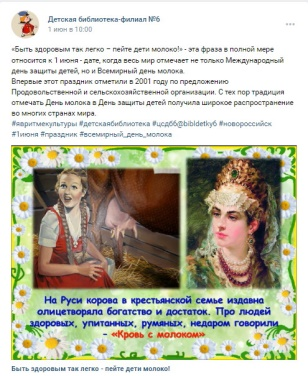 Детская библиотека-филиал №6
1 июн в 10:00
«Быть здоровым так легко – пейте дети молоко!» - эта фраза в полной мере
относится к 1 июня - дате, когда весь мир отмечает не только Международный
день защиты детей, но и Всемирный день молока.
Впервые этот праздник отметили в 2001 году по предложению
Продовольственной и сельскохозяйственной организации. С тех пор традиция
отмечать День молока в День защиты детей получила широкое распространение
во многих странах мира.
#явритмекультуры #детскаябиблиотека #цсдб6@bibldetky6 #новороссийск
#1июня #праздник #всемирный_день_молока
На Руси корова в крестьянской семье издавна
олицетворяла богатство и достаток. Про людей
здоровых, упитанных, румяных, недаром говорили
- «Кровь с молоком»
Быть здоровым так легко - пейте дети молоко!